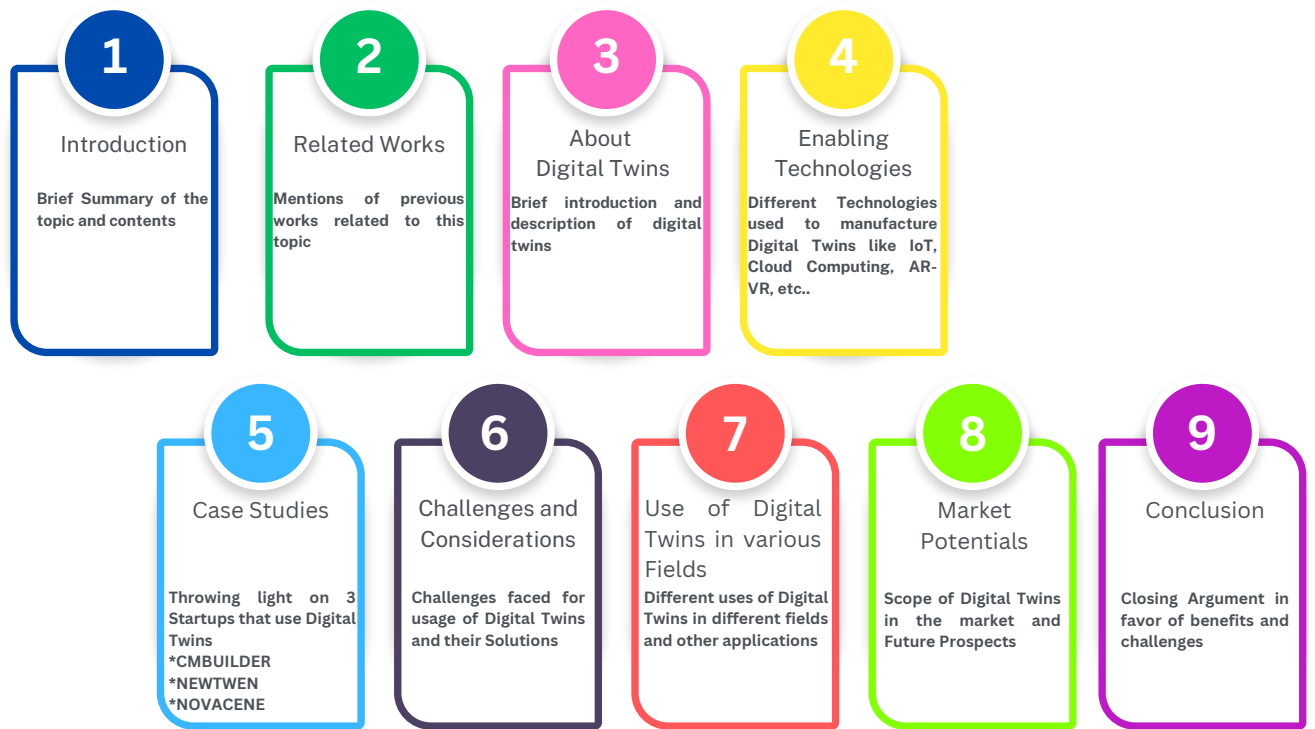 1
Introduction
Brief Summary of the
topic and contents
2
Related Works
Mentions of previous
works related to this
topic
3
About
Digital Twins
Brief introduction and
description of digital
twins
4
Enabling
Technologies
Different Technologies
used to manufacture
Digital Twins like IoT,
Cloud Computing, AR-
VR, etc..
5
Case Studies
Throwing light on 3
Startups that use Digital
Twins
*CMBUILDER
*NEWTWEN
*NOVACENE
6
Challenges and
Considerations
Challenges faced for
usage of Digital Twins
and their Solutions
7
Use of Digital
Twins in various
Fields
Different uses of Digital
Twins in different fields
and other applications
8
Market
Potentials
Scope of Digital Twins
in the market and
Future Prospects
9
Conclusion
Closing Argument in
favor of benefits and
challenges